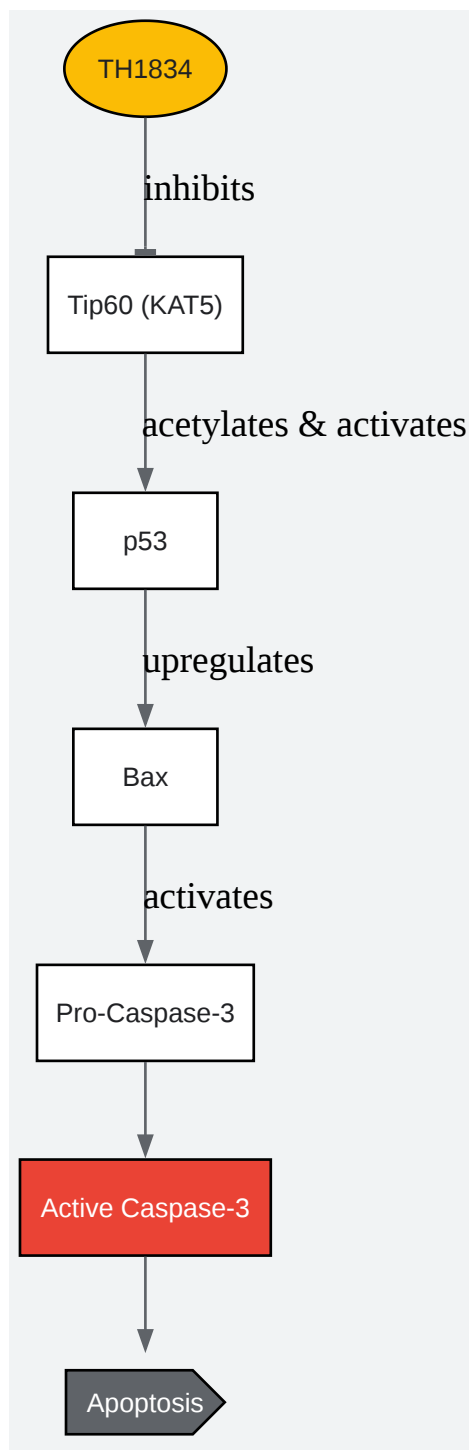 TH1834
inhibits
Tip60 (KAT5)
acetylates & activates
p53
upregulates
Bax
activates
Pro-Caspase-3
Active Caspase-3
Apoptosis